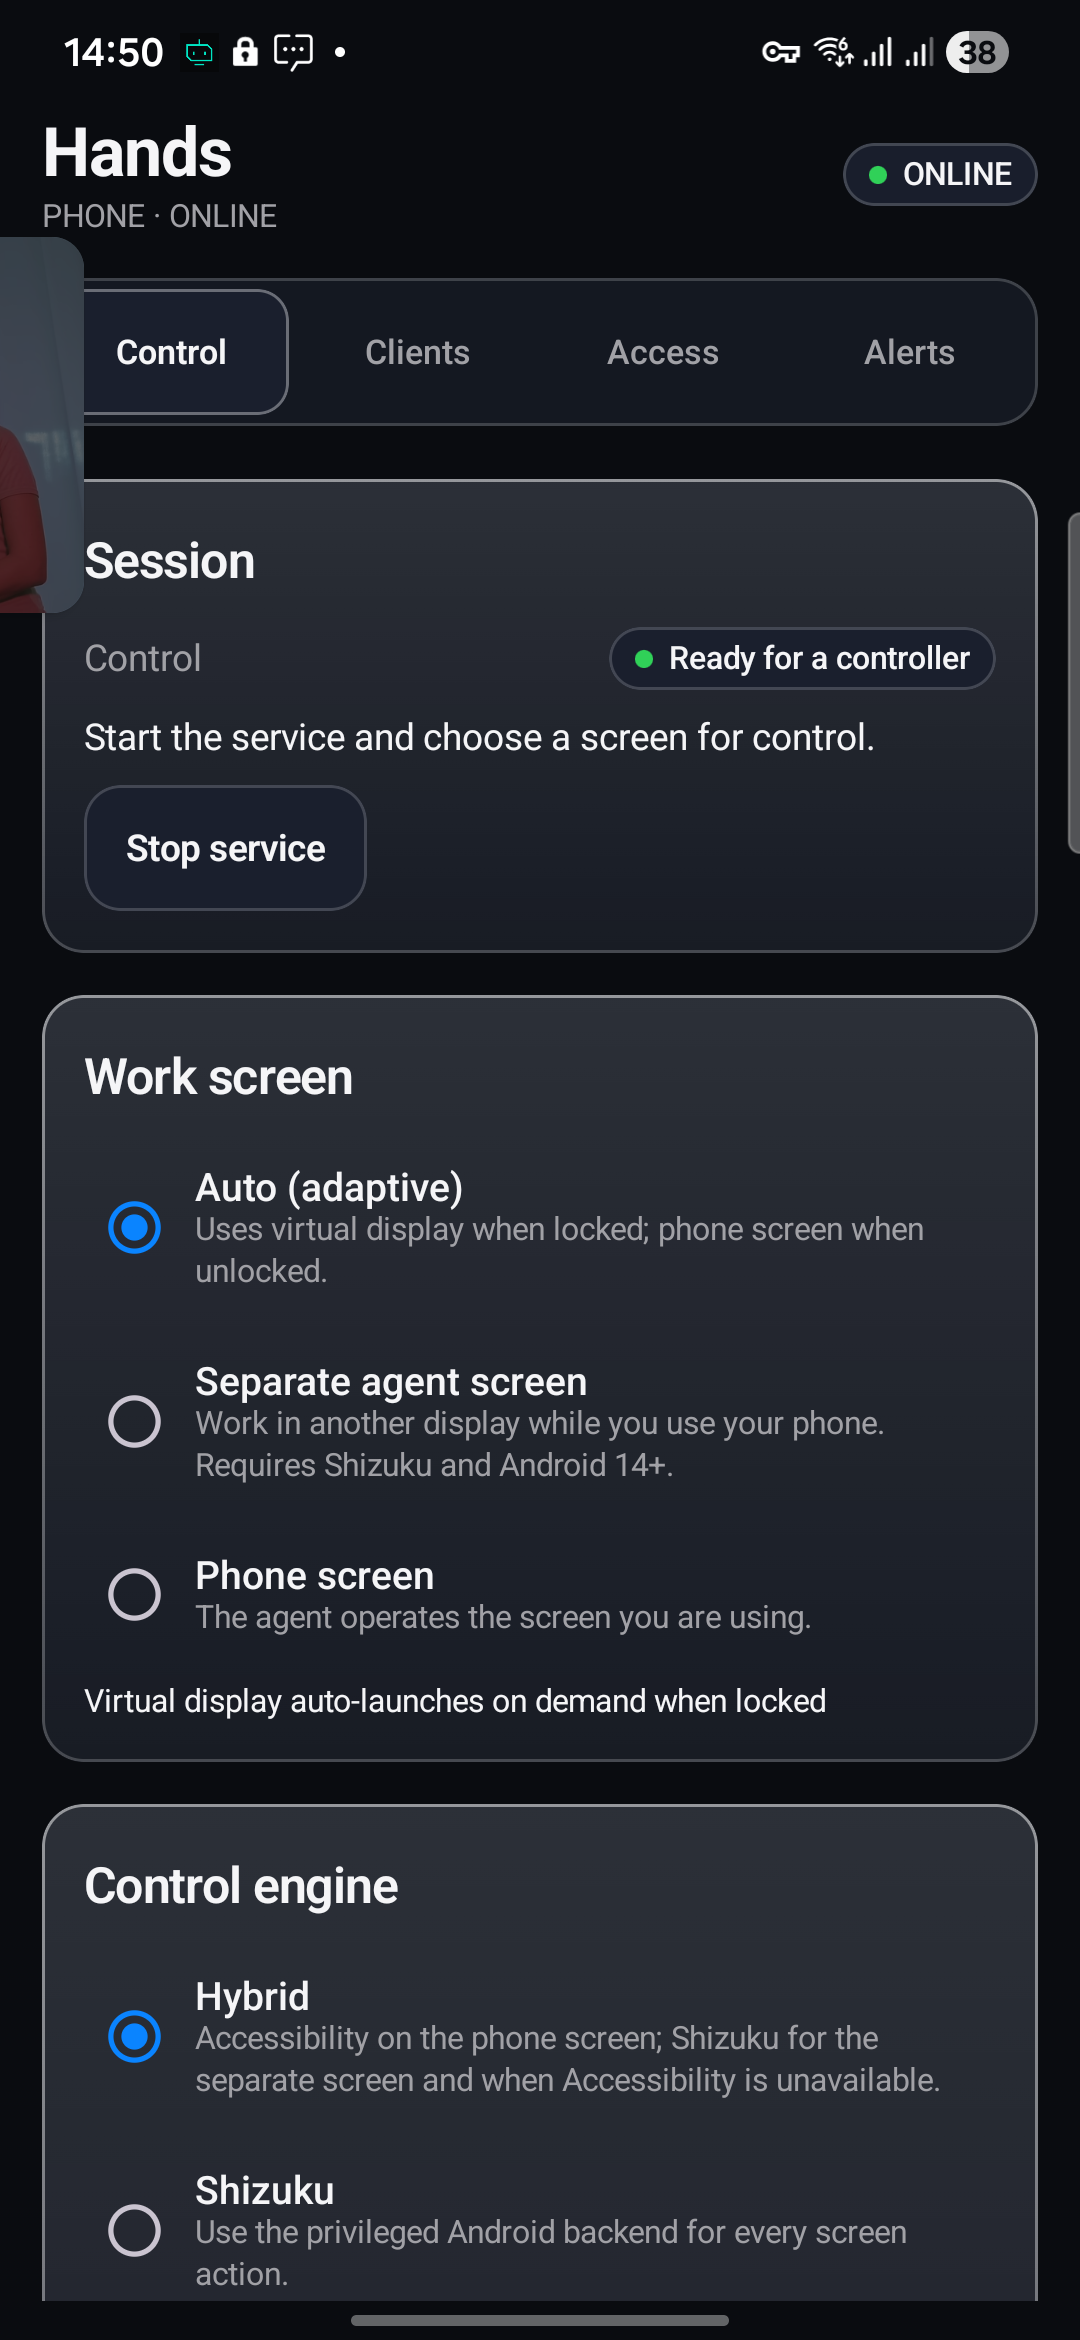 14:50
38
Hands
ONLINE
PHONE · ONLINE
Control
Clients
Access
Alerts
Session
Control
Ready for a controller
Start the service and choose a screen for control.
Stop service
Work screen
Auto (adaptive)
Uses virtual display when locked; phone screen when
unlocked.
Separate agent screen
Work in another display while you use your phone.
Requires Shizuku and Android 14+.
Phone screen
The agent operates the screen you are using.
Virtual display auto-launches on demand when locked
Control engine
Hybrid
Accessibility on the phone screen; Shizuku for the
separate screen and when Accessibility is unavailable.
Shizuku
Use the privileged Android backend for every screen
action.